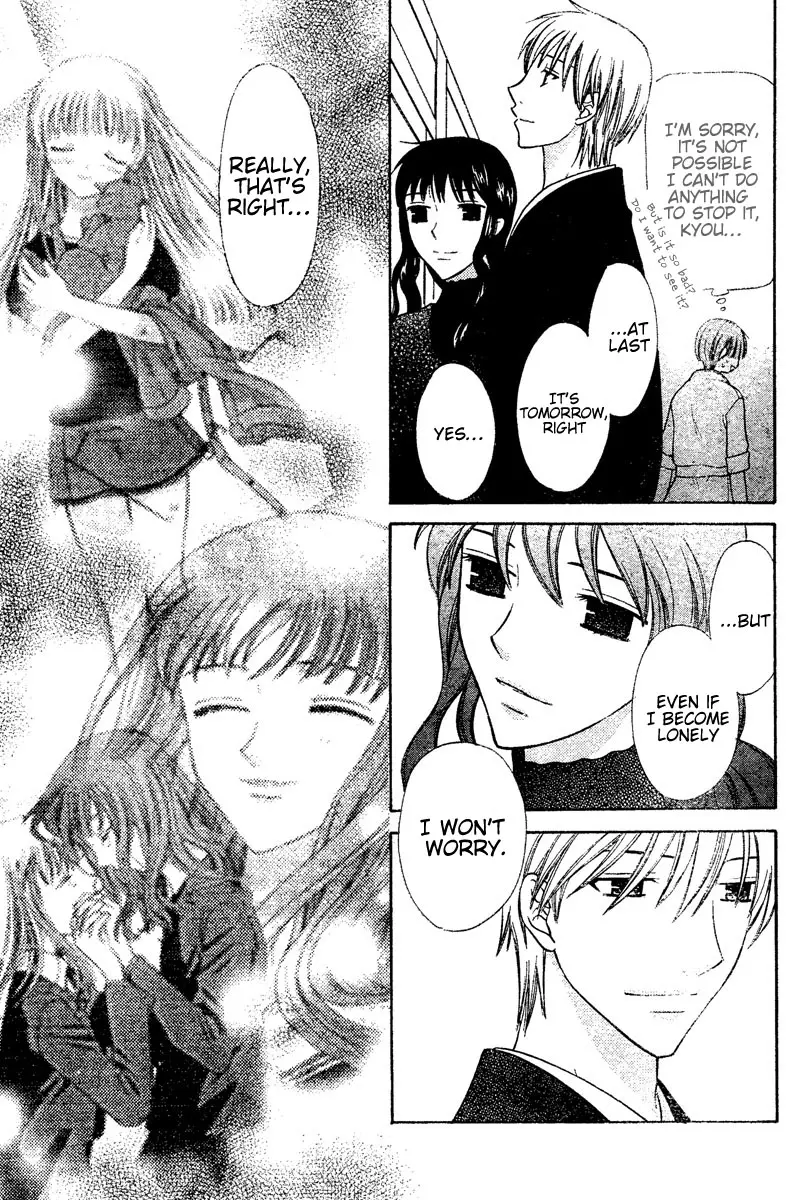 I'M SORRY,
IT'S NOT
POSSIBLE
I CAN'T DO
ANYTHING
TO STOP IT,
KYOU...
But is it so bad?
Do I want to see it?
...AT
LAST
IT'S
TOMORROW,
RIGHT
YES...
...BUT
EVEN IF
I BECOME
LONELY
I WON'T
WORRY.
REALLY,
THAT'S
RIGHT...